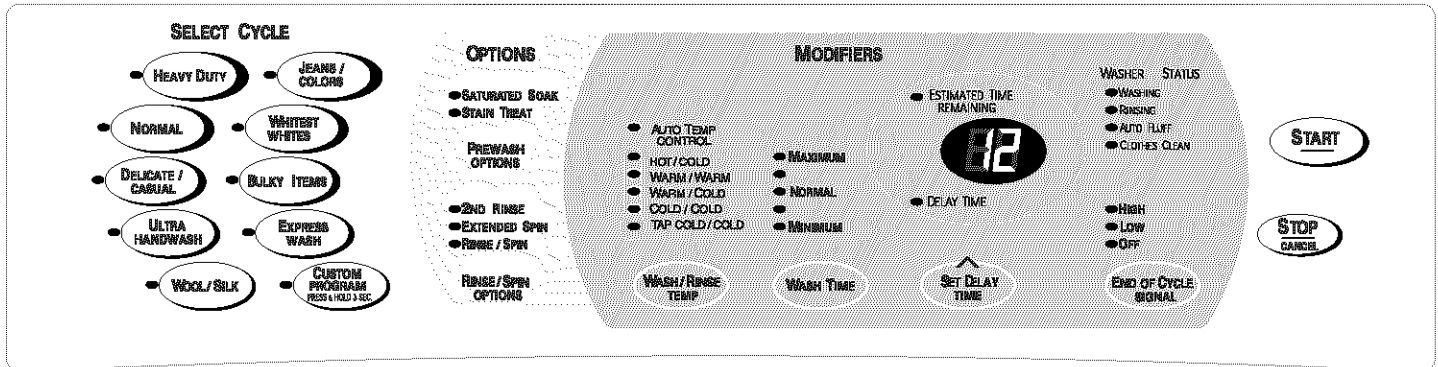 SELECT CYCLE
HEAVY DUTY
JEANS /
COLORS
NORMAL
WHITEST
WHITES
DELICATE /
CASUAL
BULKY ITEMS
ULTRA
HANDWASH
EXPRESS
WASH
WOOL / SILK
CUSTOM
PROGRAM
PRESS & HOLD 3 SEC.
OPTIONS
SATURATED SOAK
STAIN TREAT
PREWASH
OPTIONS
2ND RINSE
EXTENDED SPIN
RINSE / SPIN
RINSE / SPIN
OPTIONS
MODIFIERS
AUTO TEMP
CONTROL
HOT / COLD
WARM / WARM
WARM / COLD
COLD / COLD
TAP COLD / COLD
WASH / RINSE
TEMP
MAXIMUM
NORMAL
MINIMUM
WASH TIME
ESTIMATED TIME
REMAINING
12
DELAY TIME
SET DELAY
TIME
WASHER STATUS
WASHING
RINSING
AUTO FLUFF
CLOTHES CLEAN
HIGH
LOW
OFF
END OF CYCLE
SIGNAL
START
STOP
CANCEL